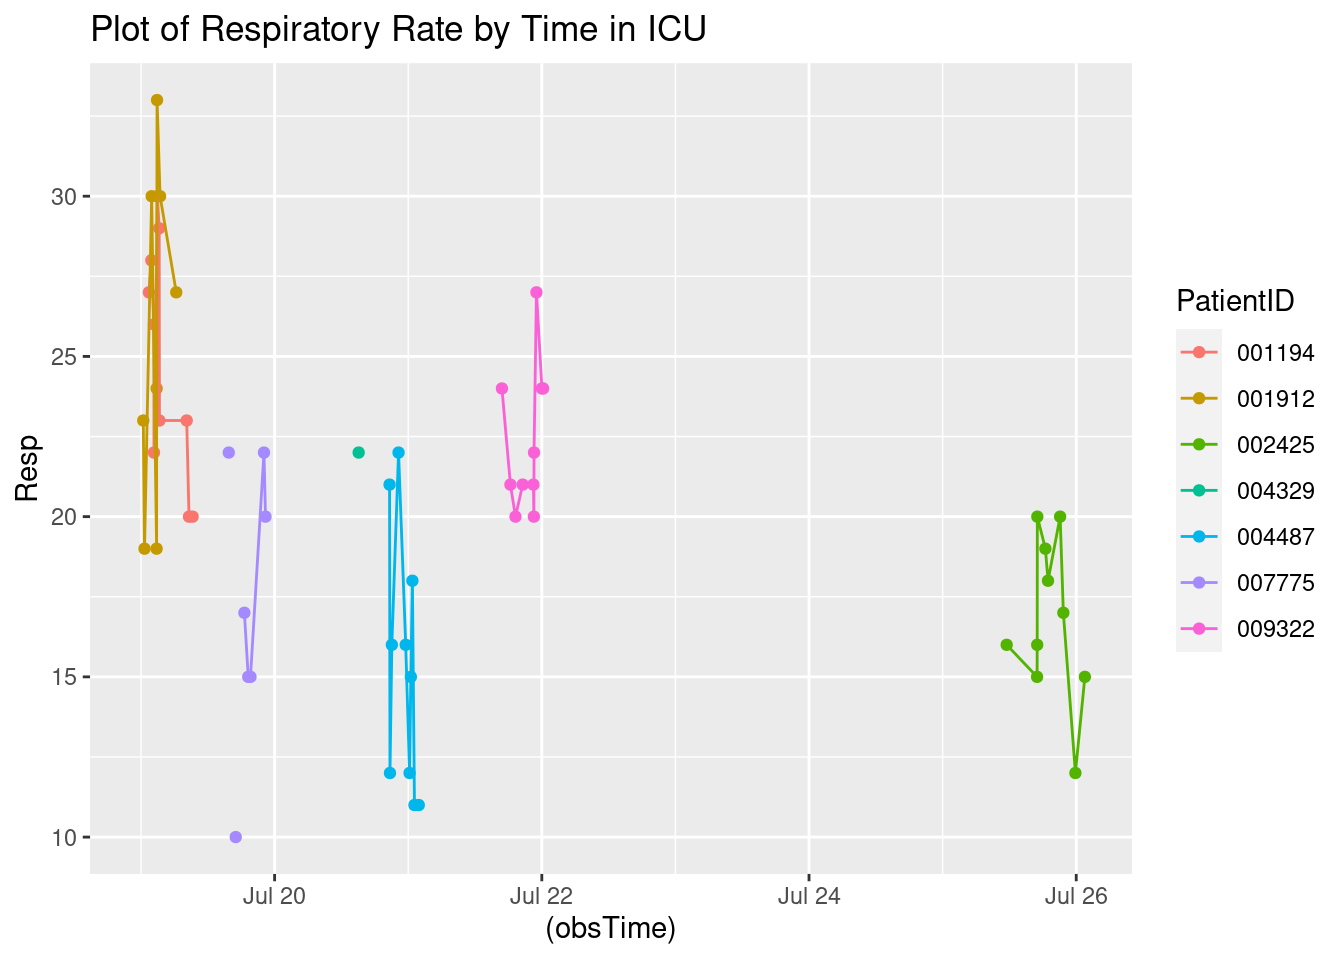 Plot of Respiratory Rate by Time in ICU
Resp
30
25
20
15
10
Jul 20
Jul 22
Jul 24
Jul 26
(obsTime)
PatientID
001194
001912
002425
004329
004487
007775
009322